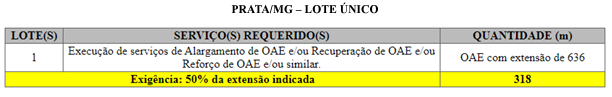 PRATA/MG – LOTE ÚNICO
LOTE(S) SERVIÇO(S) REQUERIDO(S) QUANTIDADE (m)
1 Execução de serviços de Alargamento de OAE e/ou Recuperação de OAE e/ou Reforço de OAE e/ou similar. OAE com extensão de 636
Exigência: 50% da extensão indicada 318